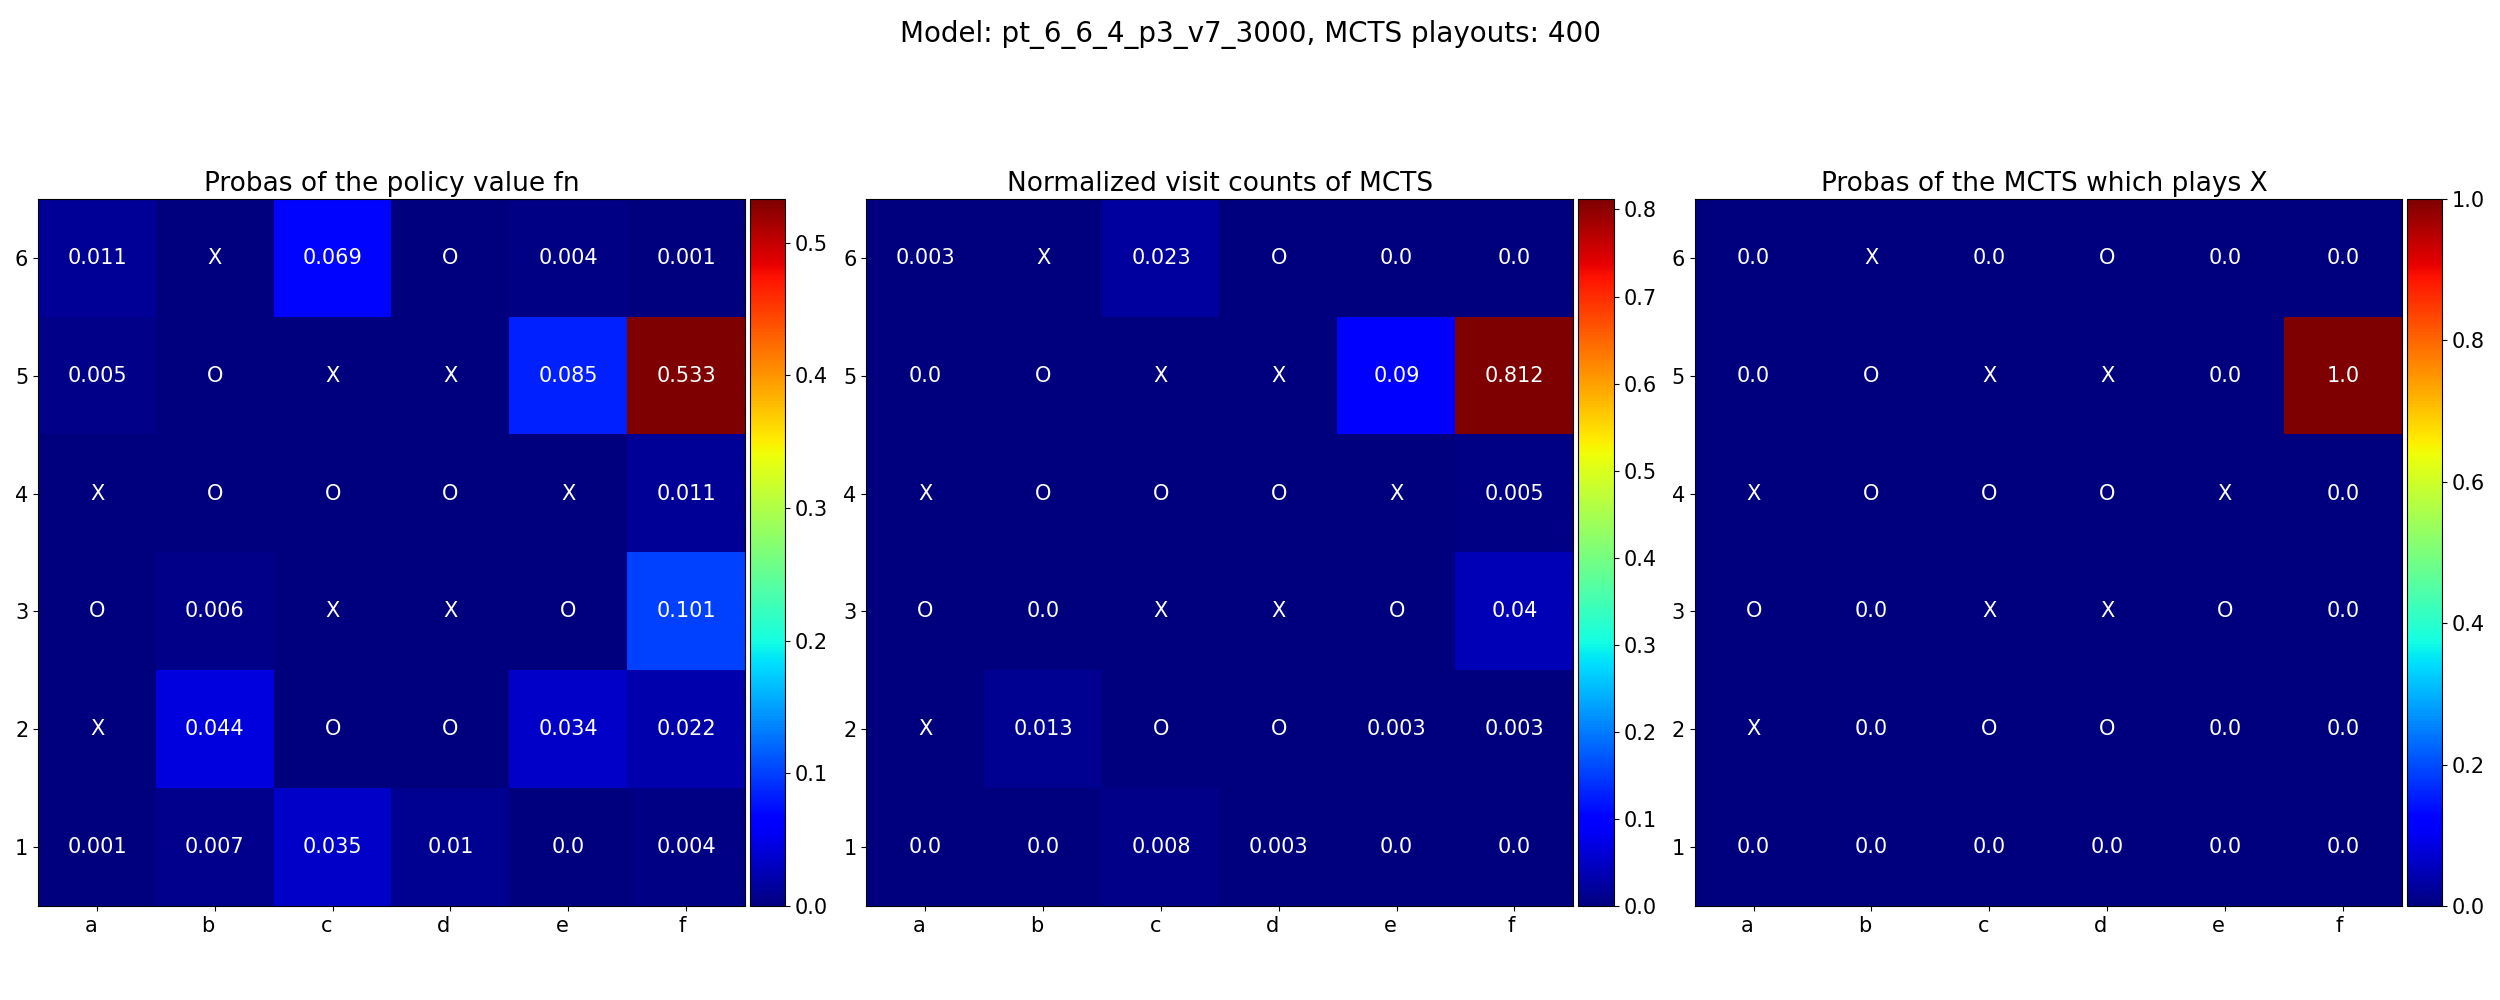 Model: pt_6_6_4_p3_v7_3000, MCTS playouts: 400
Probas of the policy value fn
6 0.011 X 0.069 O 0.004 0.001
5 0.005 O X X 0.085 0.533
4 X O O O X 0.011
3 O 0.006 X X O 0.101
2 X 0.044 O O 0.034 0.022
1 0.001 0.007 0.035 0.01 0.0 0.004
a b c d e f
0.5
0.4
0.3
0.2
0.1
0.0
Normalized visit counts of MCTS
6 0.003 X 0.023 O 0.0 0.0
5 0.0 O X X 0.09 0.812
4 X O O O X 0.005
3 O 0.0 X X O 0.04
2 X 0.013 O O 0.003 0.003
1 0.0 0.0 0.008 0.003 0.0 0.0
a b c d e f
0.8
0.7
0.6
0.5
0.4
0.3
0.2
0.1
0.0
Probas of the MCTS which plays X
6 0.0 X 0.0 O 0.0 0.0
5 0.0 O X X 0.0 1.0
4 X O O O X 0.0
3 O 0.0 X X O 0.0
2 X 0.0 O O 0.0 0.0
1 0.0 0.0 0.0 0.0 0.0 0.0
a b c d e f
1.0
0.8
0.6
0.4
0.2
0.0